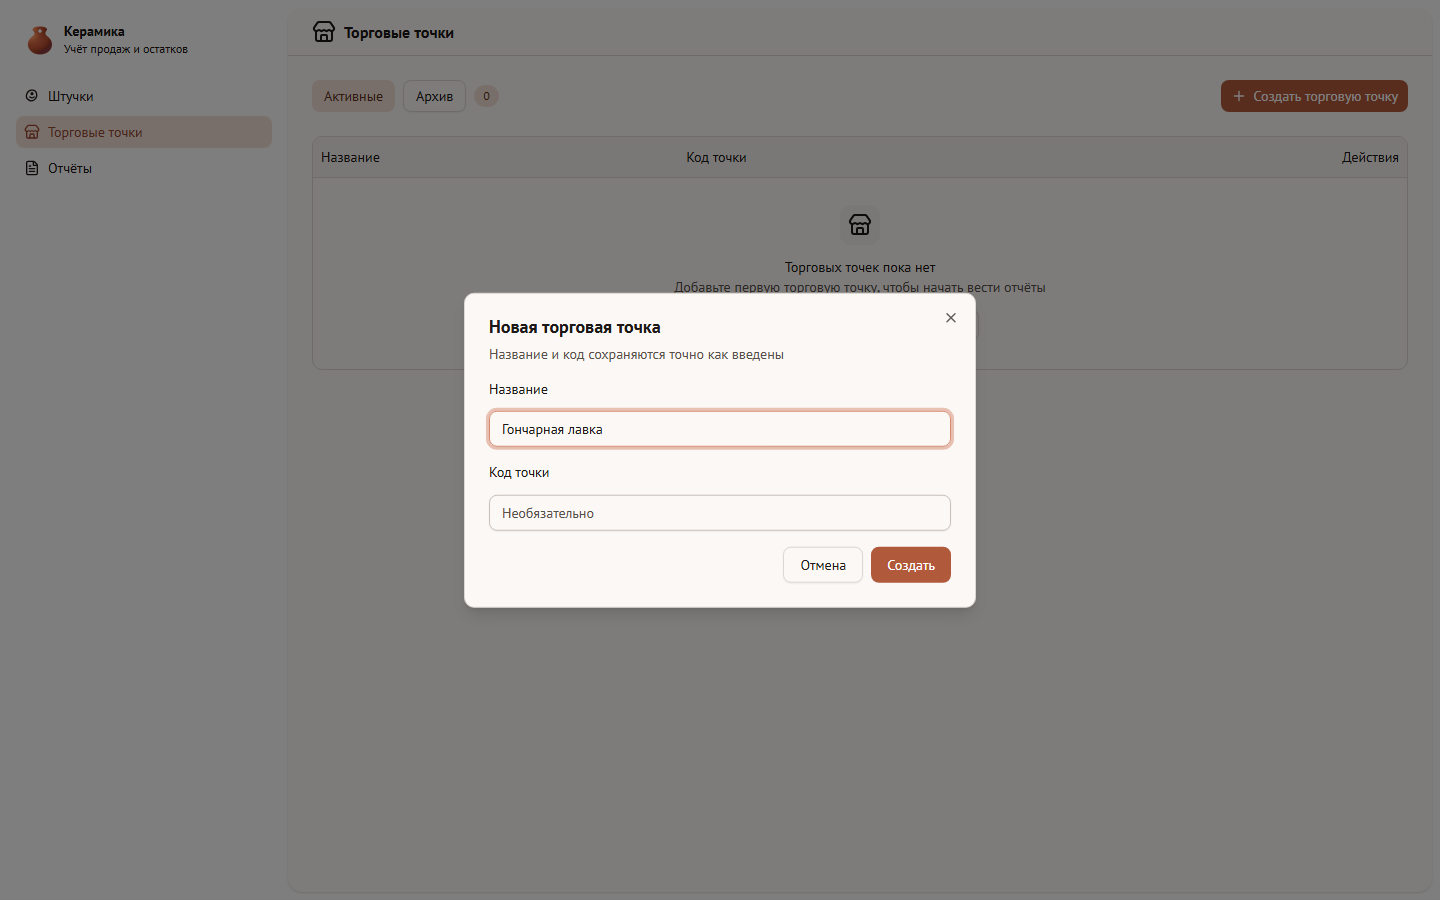 Керамика
Учёт продаж и остатков
Штучки
Торговые точки
Отчёты
Торговые точки
Активные
Архив
0
Создать торговую точку
Название
Код точки
Действия
Торговых точек пока нет
Добавьте первую торговую точку, чтобы начать вести отчёты
Новая торговая точка
Название и код сохраняются точно как введены
Название
Гончарная лавка
Код точки
Необязательно
Отмена
Создать